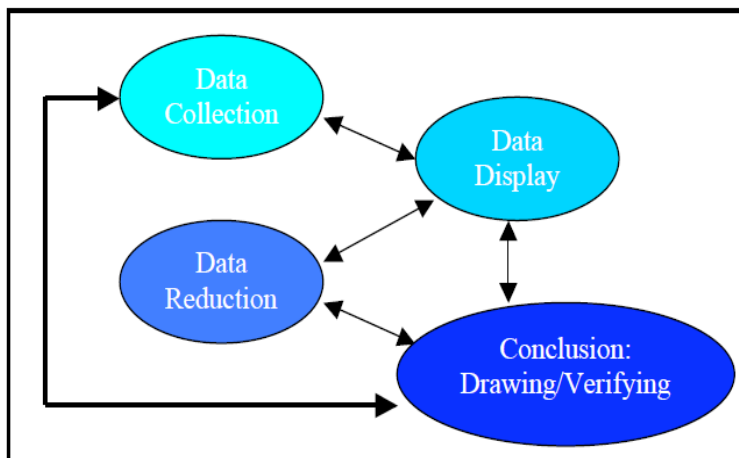 Data
Collection
Data
Display
Data
Reduction
Conclusion:
Drawing/Verifying